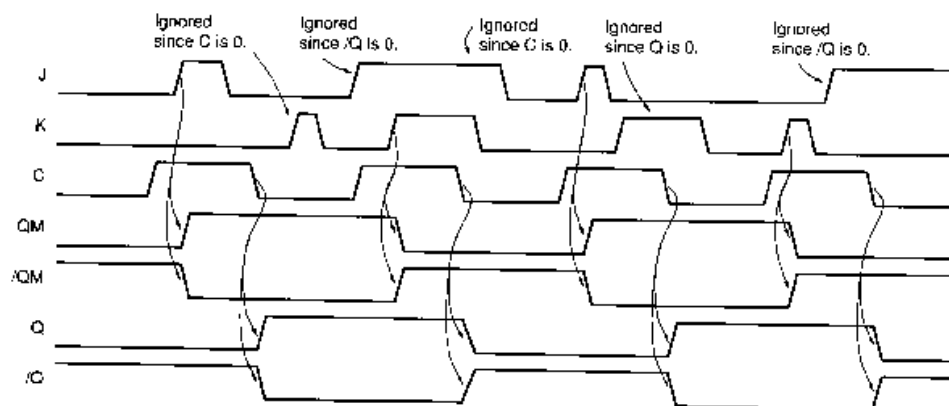 Ignored
since C is 0.
Ignored
since /Q is 0.
Ignored
since C is 0.
Ignored
since Q is 0.
Ignored
since /Q is 0.
J
K
C
QM
/QM
Q
/Q